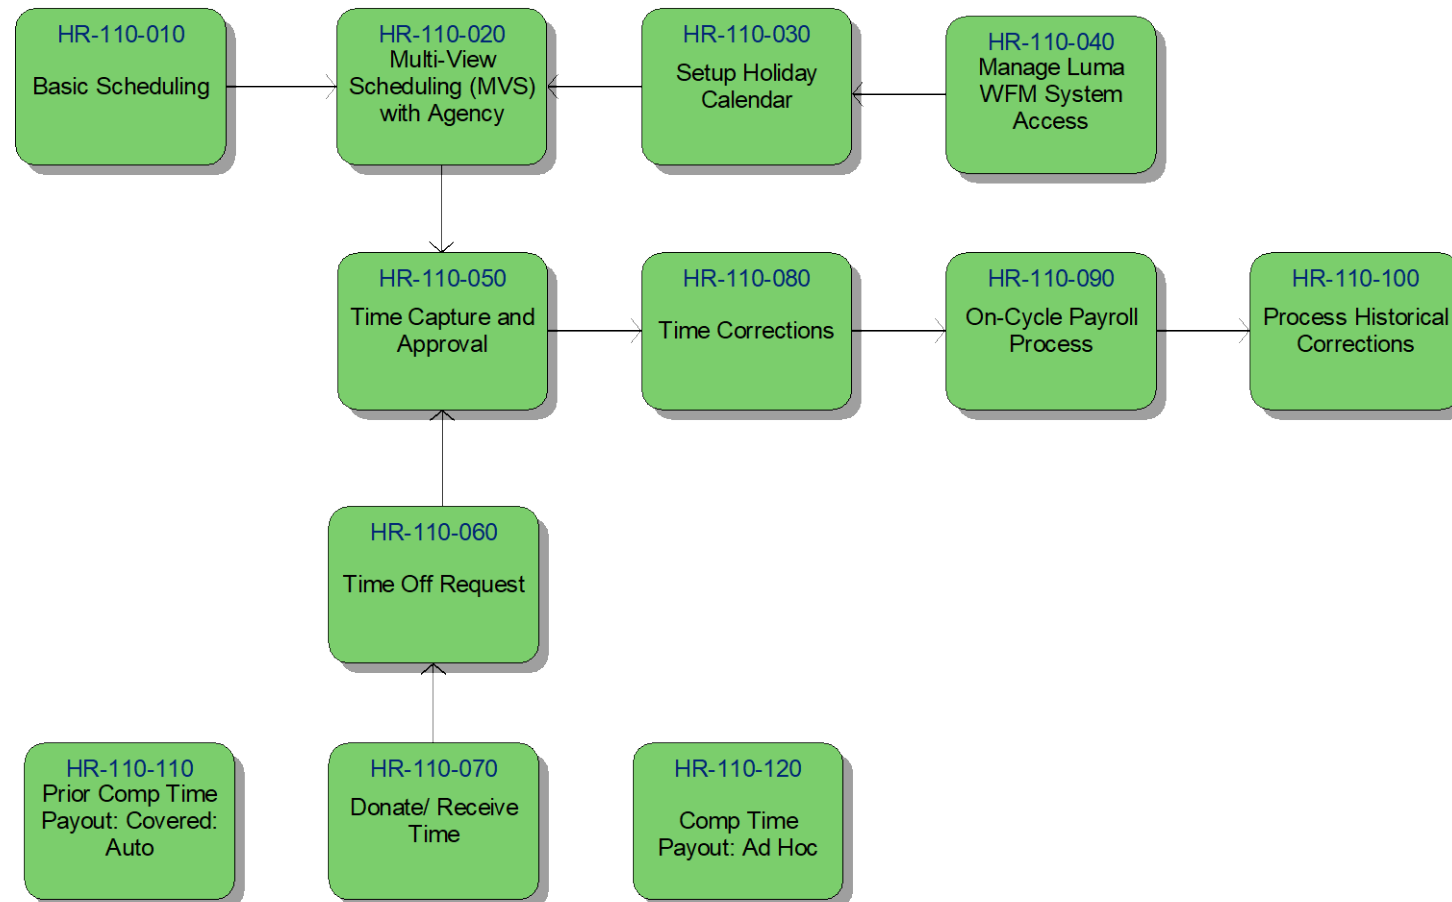 HR-110-010
Basic Scheduling
HR-110-020
Multi-View
Scheduling (MVS)
with Agency
HR-110-030
Setup Holiday
Calendar
HR-110-040
Manage Luma
WFM System
Access
HR-110-050
Time Capture and
Approval
HR-110-080
Time Corrections
HR-110-090
On-Cycle Payroll
Process
HR-110-100
Process Historical
Corrections
HR-110-060
Time Off Request
HR-110-110
Prior Comp Time
Payout: Covered:
Auto
HR-110-070
Donate/ Receive
Time
HR-110-120
Comp Time
Payout: Ad Hoc